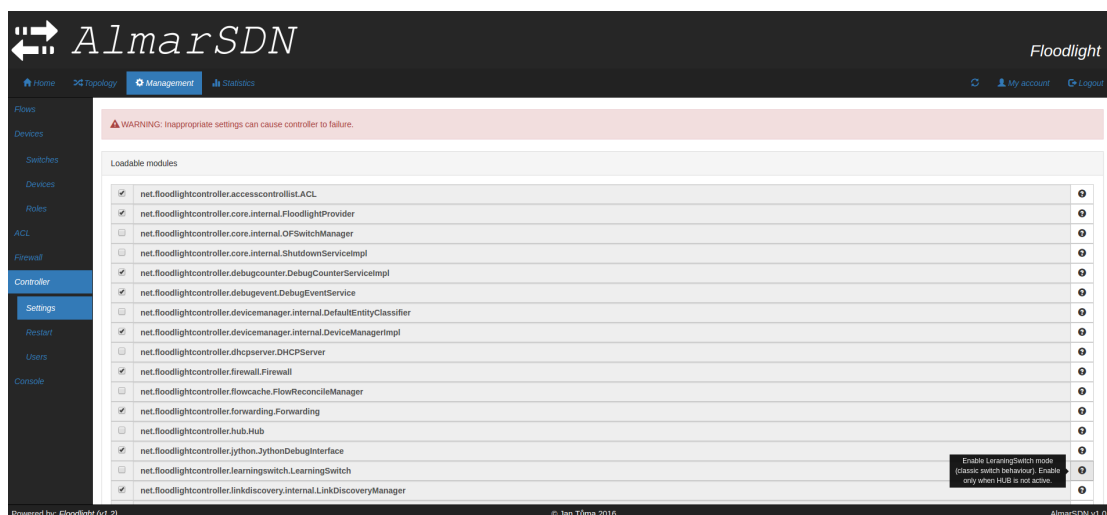 AlmarSDN
Floodlight
Home Topology Management Statistics My account Logout
Flows
Devices
Switches
Devices
Roles
ACL
Firewall
Controller
Settings
Restart
Users
Console
WARNING: Inappropriate settings can cause controller to failure.
Loadable modules
net.floodlightcontroller.accesscontrollist.ACL
net.floodlightcontroller.core.internal.FloodlightProvider
net.floodlightcontroller.core.internal.OFSwitchManager
net.floodlightcontroller.core.internal.ShutdownServiceImpl
net.floodlightcontroller.debugcounter.DebugCounterServiceImpl
net.floodlightcontroller.debugevent.DebugEventService
net.floodlightcontroller.devicemanager.internal.DefaultEntityClassifier
net.floodlightcontroller.devicemanager.internal.DeviceManagerImpl
net.floodlightcontroller.dhcpserver.DHCPServer
net.floodlightcontroller.firewall.Firewall
net.floodlightcontroller.flowcache.FlowReconcileManager
net.floodlightcontroller.forwarding.Forwarding
net.floodlightcontroller.hub.Hub
net.floodlightcontroller.jython.JythonDebugInterface
net.floodlightcontroller.learningswitch.LearningSwitch
net.floodlightcontroller.linkdiscovery.internal.LinkDiscoveryManager
Enable LeraningSwitch mode
(classic switch behaviour). Enable
only when HUB is not active.
Powered by: Floodlight (v1.2) © Jan Tůma 2016 AlmarSDN v1.0